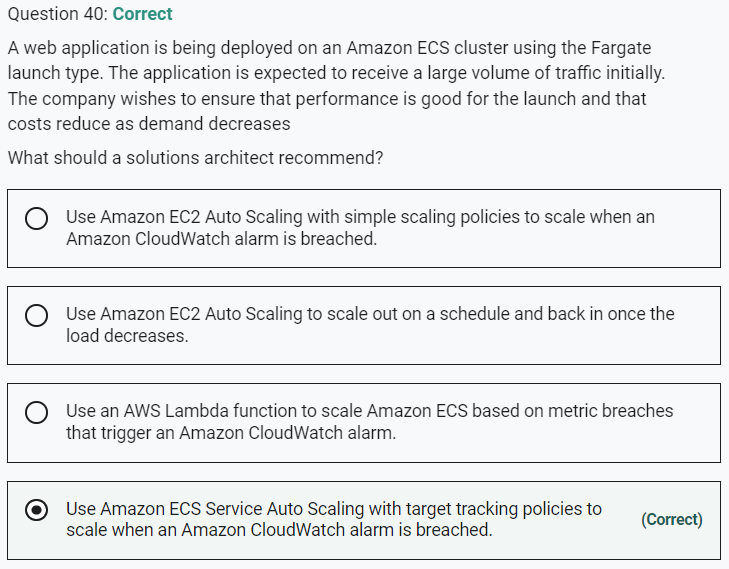 Question 40: Correct
A web application is being deployed on an Amazon ECS cluster using the Fargate
launch type. The application is expected to receive a large volume of traffic initially.
The company wishes to ensure that performance is good for the launch and that
costs reduce as demand decreases
What should a solutions architect recommend?
Use Amazon EC2 Auto Scaling with simple scaling policies to scale when an
Amazon CloudWatch alarm is breached.
Use Amazon EC2 Auto Scaling to scale out on a schedule and back in once the
load decreases.
Use an AWS Lambda function to scale Amazon ECS based on metric breaches
that trigger an Amazon CloudWatch alarm.
Use Amazon ECS Service Auto Scaling with target tracking policies to
scale when an Amazon CloudWatch alarm is breached.
(Correct)